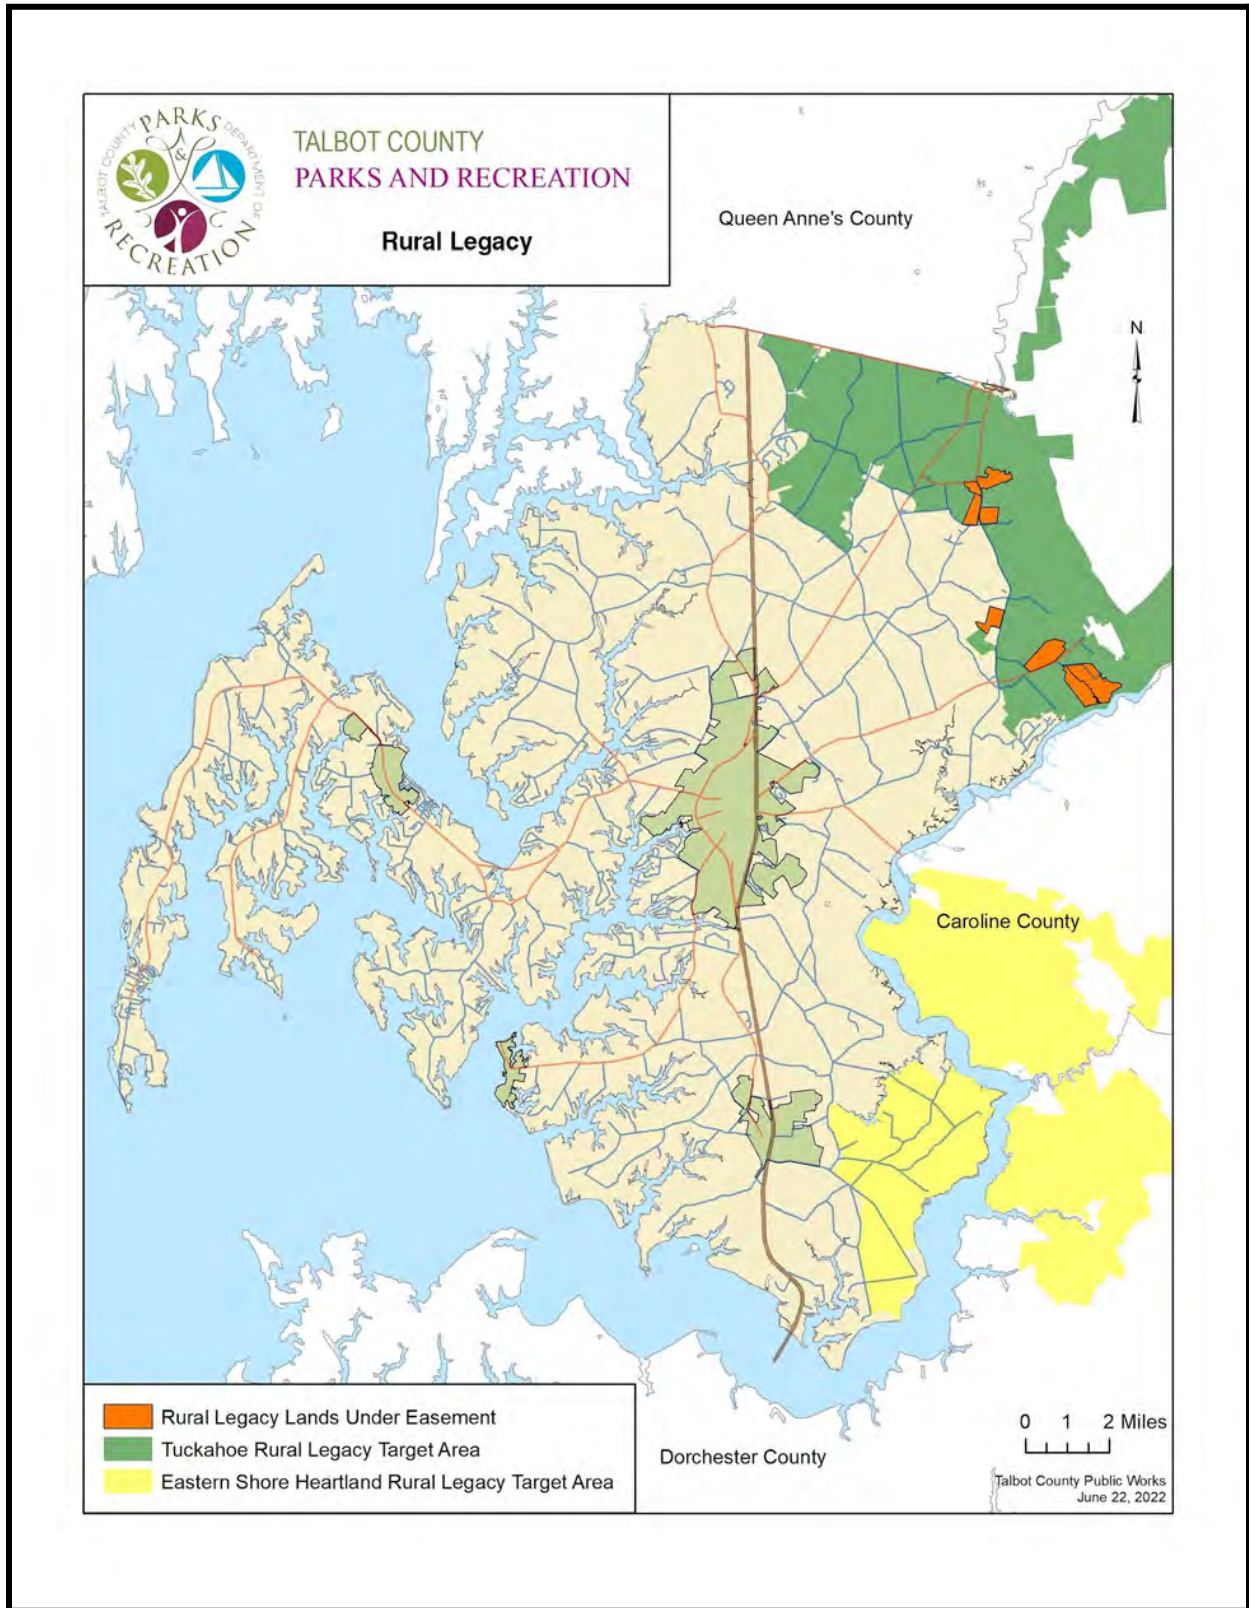 TALBOT COUNTY
PARKS & RECREATION
DEPARTMENT OF
TALBOT COUNTY
PARKS AND RECREATION
Rural Legacy
Queen Anne's County
N
Caroline County
Rural Legacy Lands Under Easement
Tuckahoe Rural Legacy Target Area
Eastern Shore Heartland Rural Legacy Target Area
0 1 2 Miles
Dorchester County
Talbot County Public Works
June 22, 2022